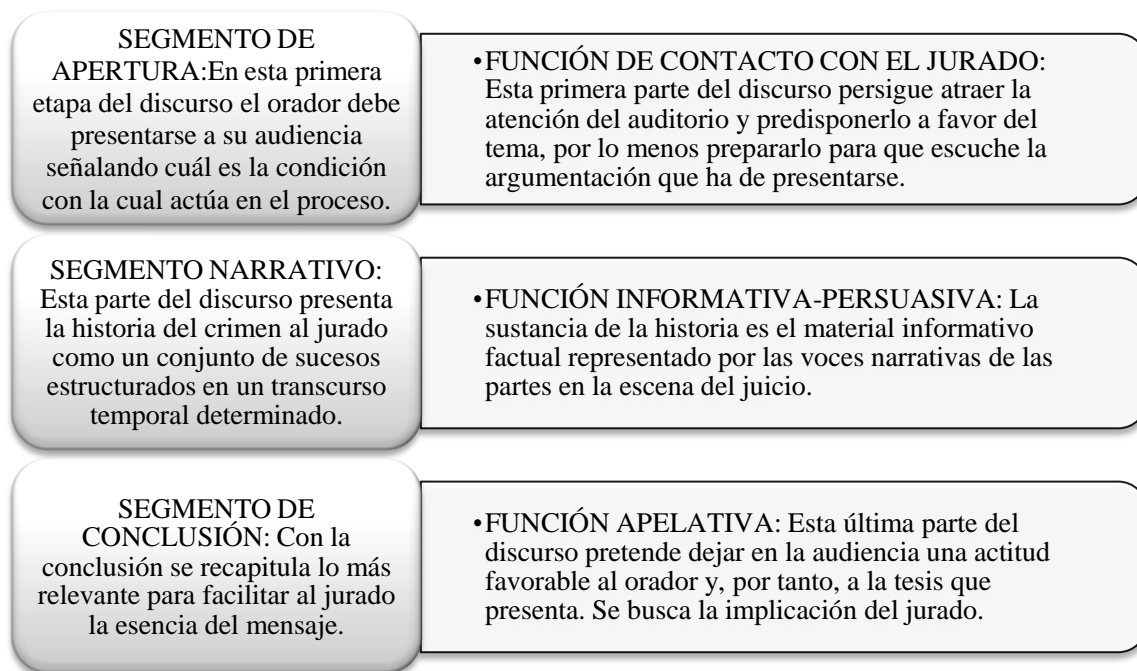 SEGMENTO DE
APERTURA:En esta primera
etapa del discurso el orador debe
presentarse a su audiencia
señalando cuál es la condición
con la cual actúa en el proceso.
•FUNCIÓN DE CONTACTO CON EL JURADO:
Esta primera parte del discurso persigue atraer la
atención del auditorio y predisponerlo a favor del
tema, por lo menos prepararlo para que escuche la
argumentación que ha de presentarse.
SEGMENTO NARRATIVO:
Esta parte del discurso presenta
la historia del crimen al jurado
como un conjunto de sucesos
estructurados en un transcurso
temporal determinado.
•FUNCIÓN INFORMATIVA-PERSUASIVA: La
sustancia de la historia es el material informativo
factual representado por las voces narrativas de las
partes en la escena del juicio.
SEGMENTO DE
CONCLUSIÓN: Con la
conclusión se recapitula lo más
relevante para facilitar al jurado
la esencia del mensaje.
•FUNCIÓN APELATIVA: Esta última parte del
discurso pretende dejar en la audiencia una actitud
favorable al orador y, por tanto, a la tesis que
presenta. Se busca la implicación del jurado.